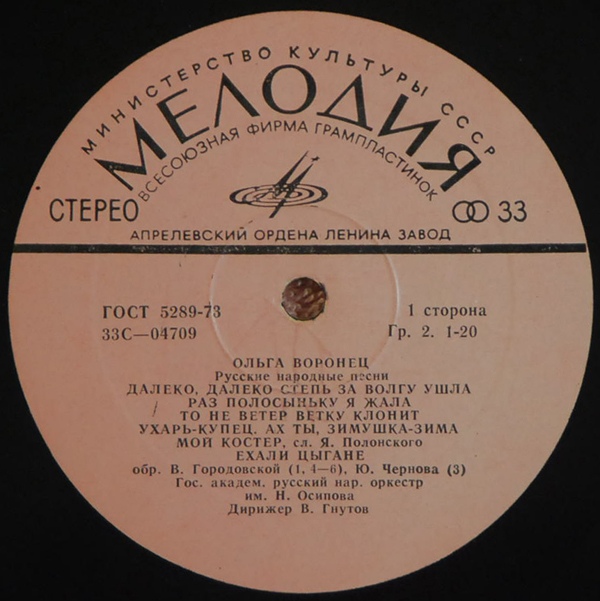 МИНИСТЕРСТВО КУЛЬТУРЫ СССР
МЕЛОДИЯ
ВСЕСОЮЗНАЯ ФИРМА ГРАМПЛАСТИНОК
СТЕРЕО
33
АПРЕЛЕВСКИЙ ОРДЕНА ЛЕНИНА ЗАВОД
ГОСТ 5289-73
1 сторона
33С—04709
Гр. 2. 1-20
ОЛЬГА ВОРОНЕЦ
Русские народные песни
ДАЛЕКО, ДАЛЕКО СТЕПЬ ЗА ВОЛГУ УШЛА
РАЗ ПОЛОСЫНЬКУ Я ЖАЛА
ТО НЕ ВЕТЕР ВЕТКУ КЛОНИТ
УХАРЬ-КУПЕЦ. АХ ТЫ, ЗИМУШКА-ЗИМА
МОЙ КОСТЕР, сл. Я. Полонского
ЕХАЛИ ЦЫГАНЕ
обр. В. Городовской (1, 4—6), Ю. Чернова (3)
Гос. академ. русский нар. оркестр
им. Н. Осипова
Дирижер В. Гнутов